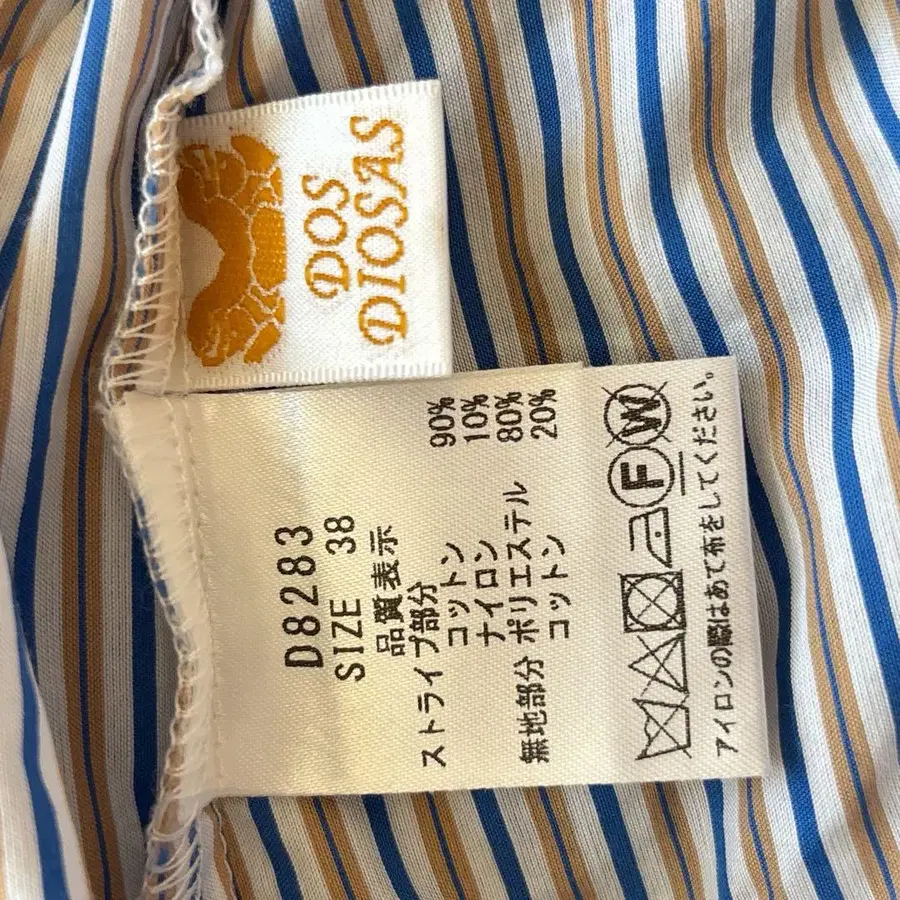 DOS
DIOSAS
D8283
SIZE 38
品質表示
ストライプ部分
コットン 90%
ナイロン 10%
無地部分 ポリエステル 80%
コットン 20%
F W
アイロンの際はあて布をしてください。